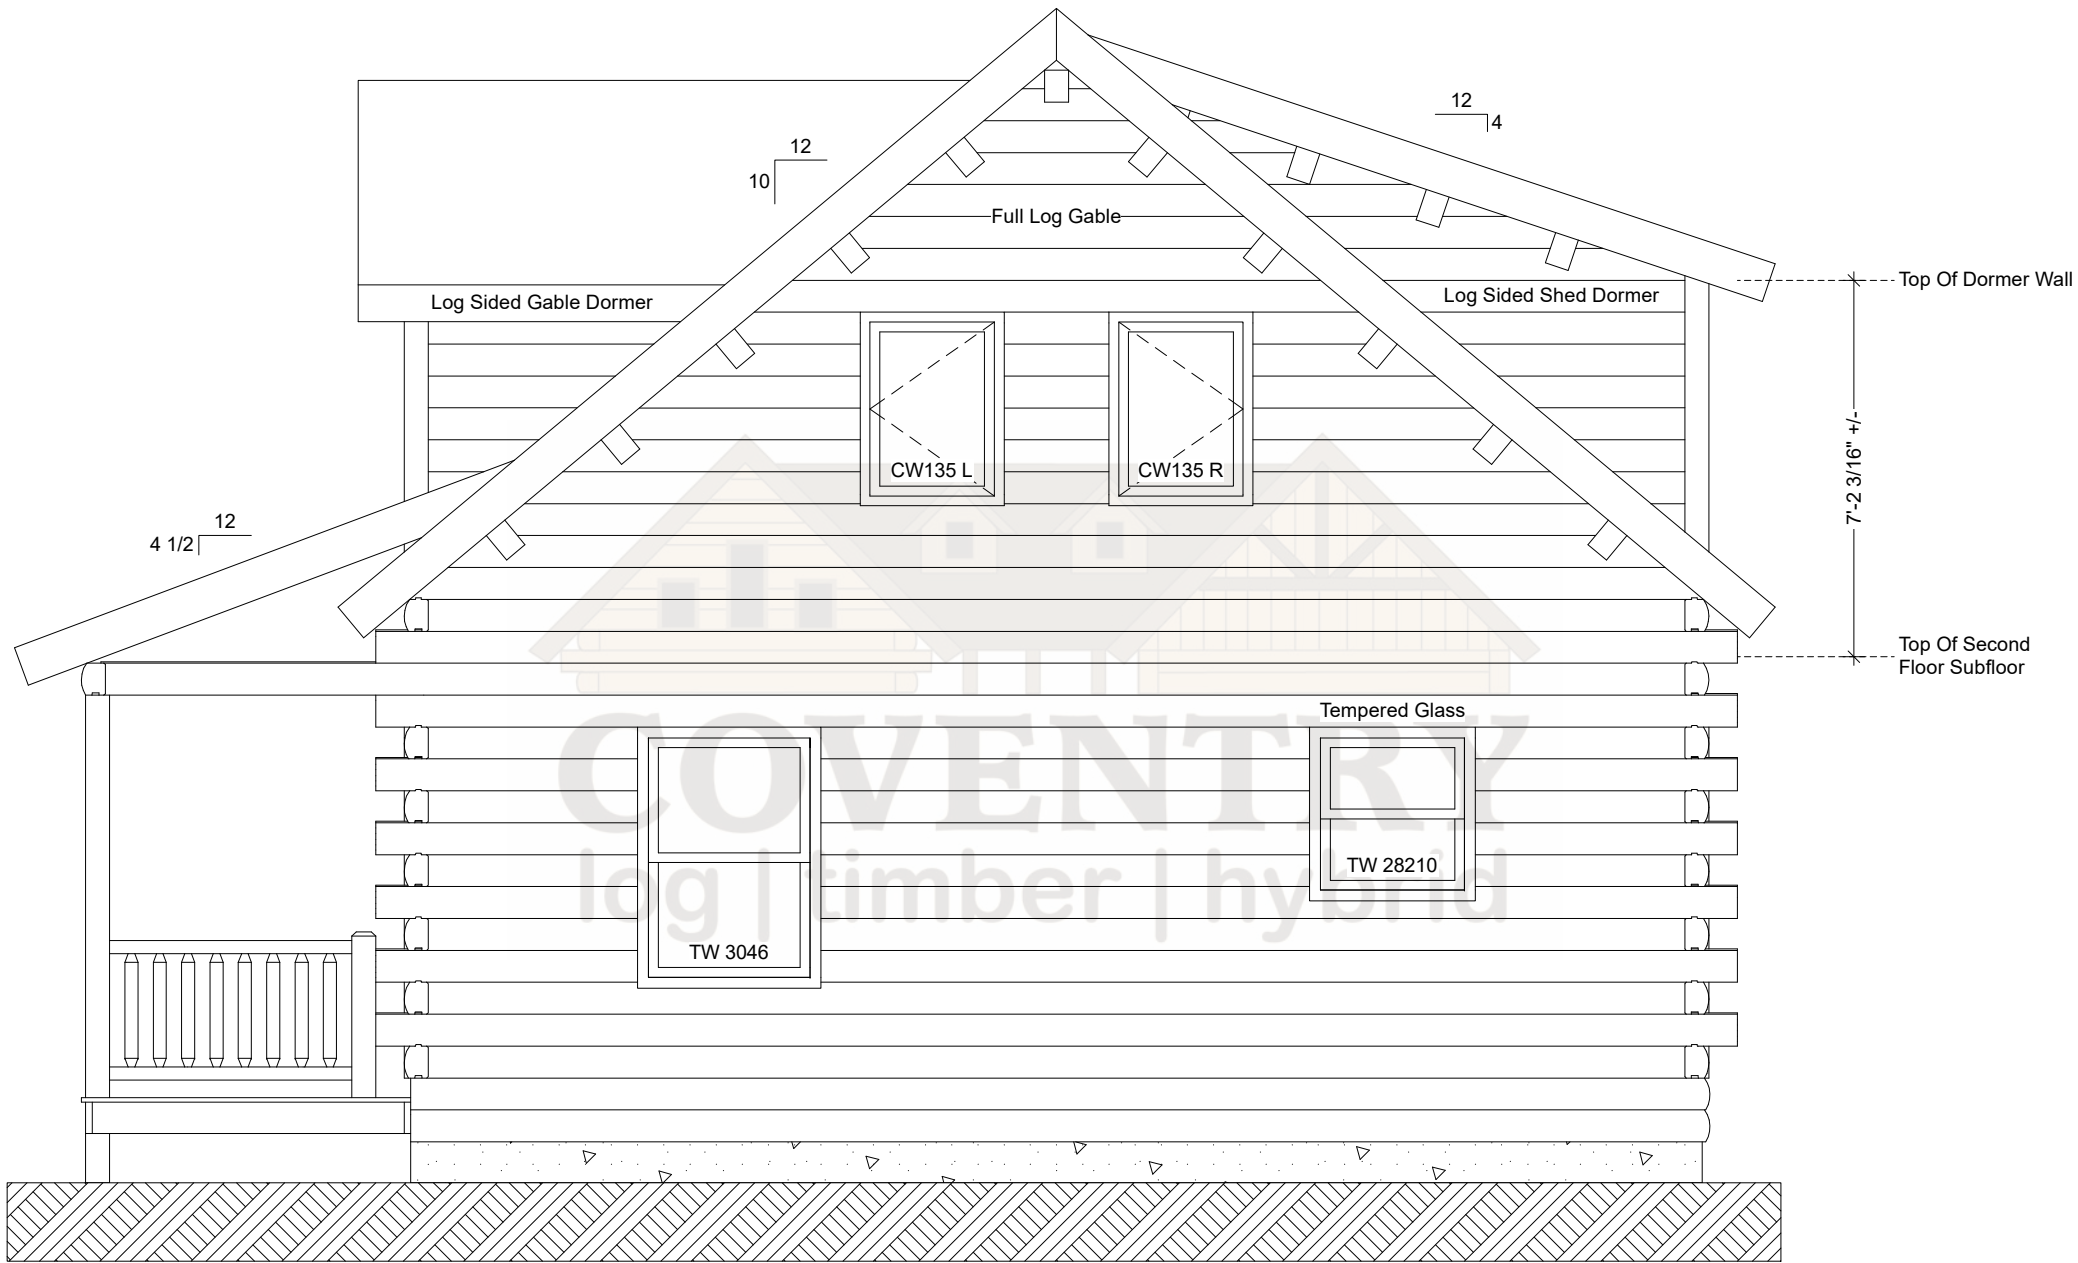 12
4
12
10
Full Log Gable
Top Of Dormer Wall
Log Sided Gable Dormer
Log Sided Shed Dormer
7'-2 3/16" +/-
CW135 L
CW135 R
12
4 1/2
Top Of Second
Floor Subfloor
Tempered Glass
COVENTRY
log | timber | hybrid
TW 28210
TW 3046